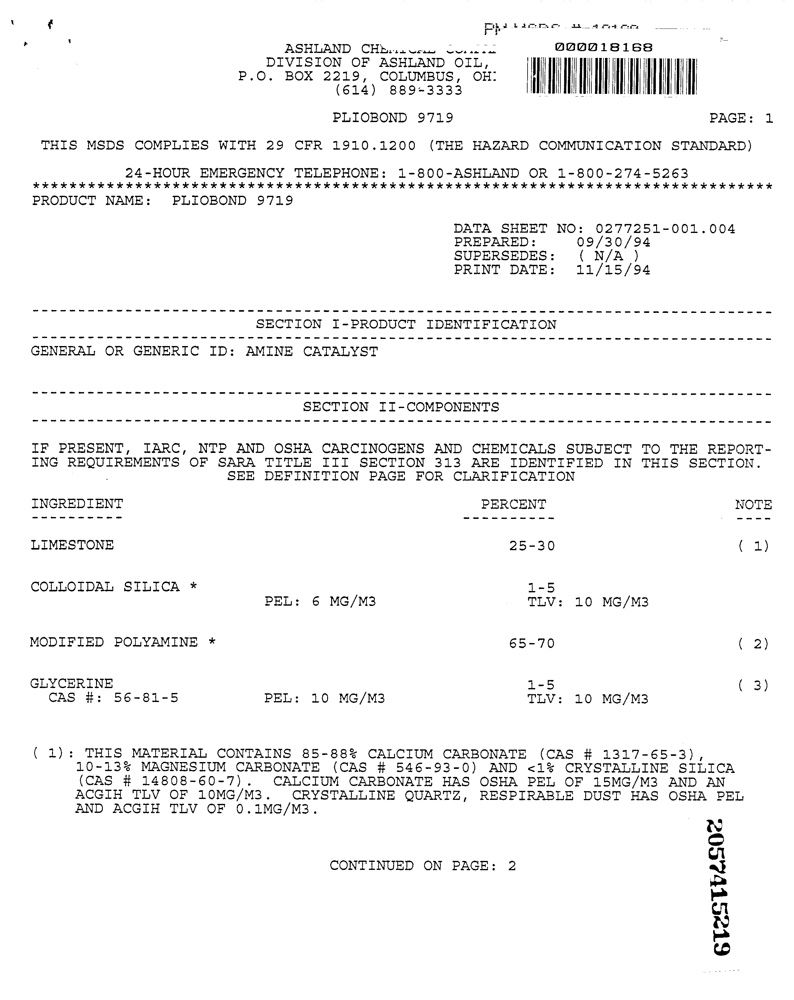 000018168
ASHLAND
DIVISION OF ASHLAND OIL,
P.O. BOX 2219, COLUMBUS,
(614) 889-3333
PLIOBOND 9719 PAGE: 1
THIS MSDS COMPLIES WITH 29 CFR 1910.1200 (THE HAZARD COMMUNICATION STANDARD)
24-HOUR EMERGENCY TELEPHONE: 1-800-ASHLAND OR 1-800-274-5263
********************************************************************************
PRODUCT NAME: PLIOBOND 9719
DATA SHEET NO: 0277251-001.004
PREPARED: 09/30/94
SUPERSEDES: ( N/A )
PRINT DATE: 11/15/94
--------------------------------------------------------------------------------
SECTION I-PRODUCT IDENTIFICATION
--------------------------------------------------------------------------------
GENERAL OR GENERIC ID: AMINE CATALYST
--------------------------------------------------------------------------------
SECTION II-COMPONENTS
--------------------------------------------------------------------------------
IF PRESENT, IARC, NTP AND OSHA CARCINOGENS AND CHEMICALS SUBJECT TO THE REPORT-
ING REQUIREMENTS OF SARA TITLE III SECTION 313 ARE IDENTIFIED IN THIS SECTION.
SEE DEFINITION PAGE FOR CLARIFICATION
INGREDIENT PERCENT NOTE
---------- ---------- ----
LIMESTONE 25-30 ( 1)
COLLOIDAL SILICA * 1-5
PEL: 6 MG/M3 TLV: 10 MG/M3
MODIFIED POLYAMINE * 65-70 ( 2)
GLYCERINE 1-5 ( 3)
CAS #: 56-81-5 PEL: 10 MG/M3 TLV: 10 MG/M3
( 1): THIS MATERIAL CONTAINS 85-88% CALCIUM CARBONATE (CAS # 1317-65-3),
10-13% MAGNESIUM CARBONATE (CAS # 546-93-0) AND <1% CRYSTALLINE SILICA
(CAS # 14808-60-7). CALCIUM CARBONATE HAS OSHA PEL OF 15MG/M3 AND AN
ACGIH TLV OF 10MG/M3. CRYSTALLINE QUARTZ, RESPIRABLE DUST HAS OSHA PEL
AND ACGIH TLV OF 0.1MG/M3.
CONTINUED ON PAGE: 2
2057415219